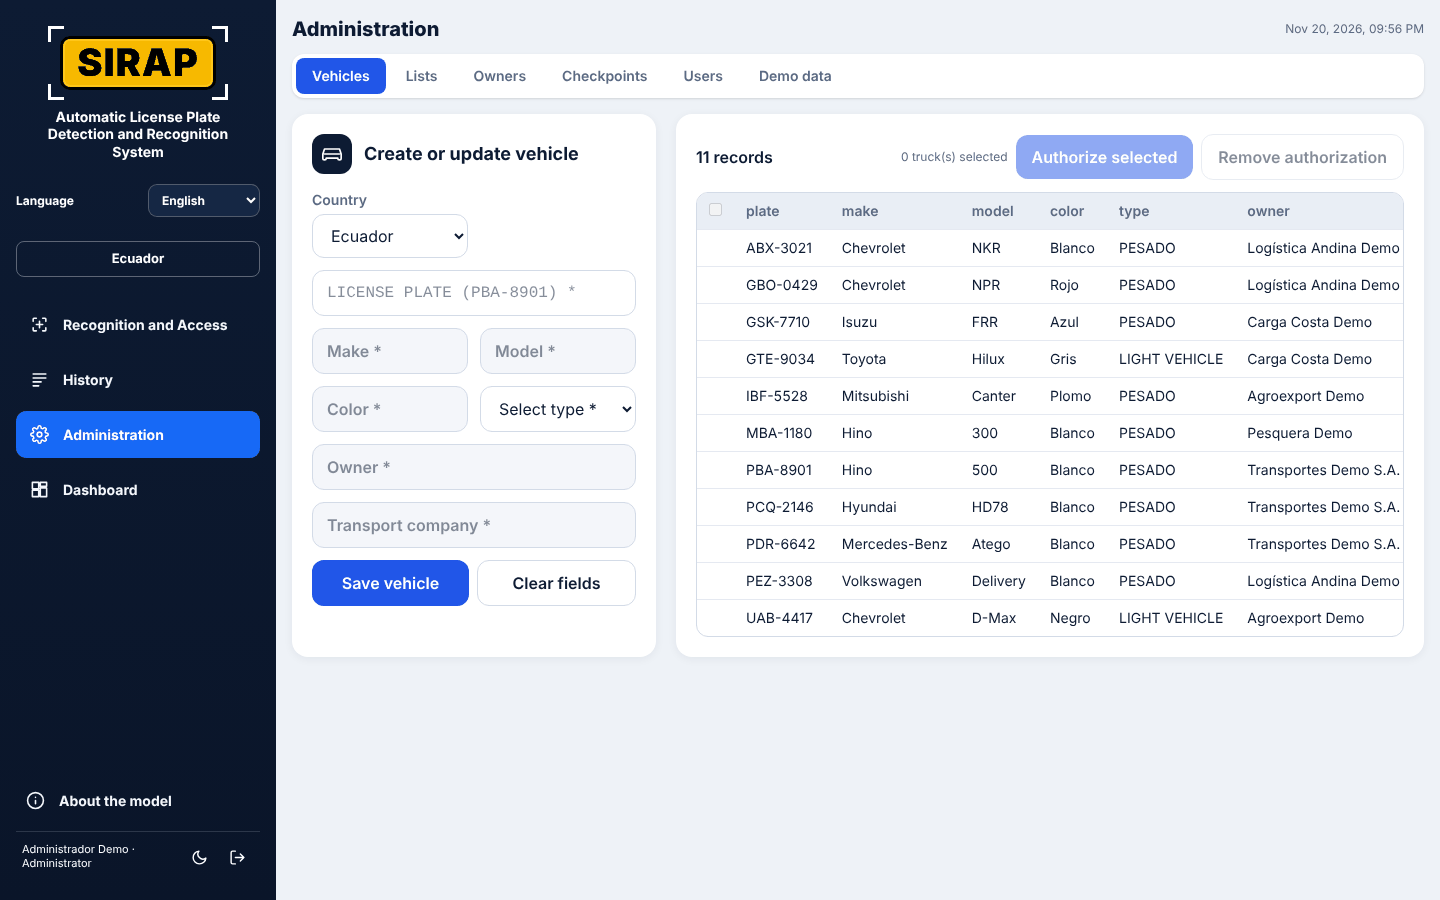 SIRAP
Automatic License Plate
Detection and Recognition
System
Language
English
Ecuador
Recognition and Access
History
Administration
Dashboard
About the model
Administrador Demo ·
Administrator
Administration
Nov 20, 2026, 09:56 PM
Vehicles Lists Owners Checkpoints Users Demo data
Create or update vehicle
Country
Ecuador
LICENSE PLATE (PBA-8901) *
Make * Model *
Color * Select type *
Owner *
Transport company *
Save vehicle Clear fields
11 records 0 truck(s) selected Authorize selected Remove authorization
plate make model color type owner
ABX-3021 Chevrolet NKR Blanco PESADO Logística Andina Demo
GBO-0429 Chevrolet NPR Rojo PESADO Logística Andina Demo
GSK-7710 Isuzu FRR Azul PESADO Carga Costa Demo
GTE-9034 Toyota Hilux Gris LIGHT VEHICLE Carga Costa Demo
IBF-5528 Mitsubishi Canter Plomo PESADO Agroexport Demo
MBA-1180 Hino 300 Blanco PESADO Pesquera Demo
PBA-8901 Hino 500 Blanco PESADO Transportes Demo S.A.
PCQ-2146 Hyundai HD78 Blanco PESADO Transportes Demo S.A.
PDR-6642 Mercedes-Benz Atego Blanco PESADO Transportes Demo S.A.
PEZ-3308 Volkswagen Delivery Blanco PESADO Logística Andina Demo
UAB-4417 Chevrolet D-Max Negro LIGHT VEHICLE Agroexport Demo